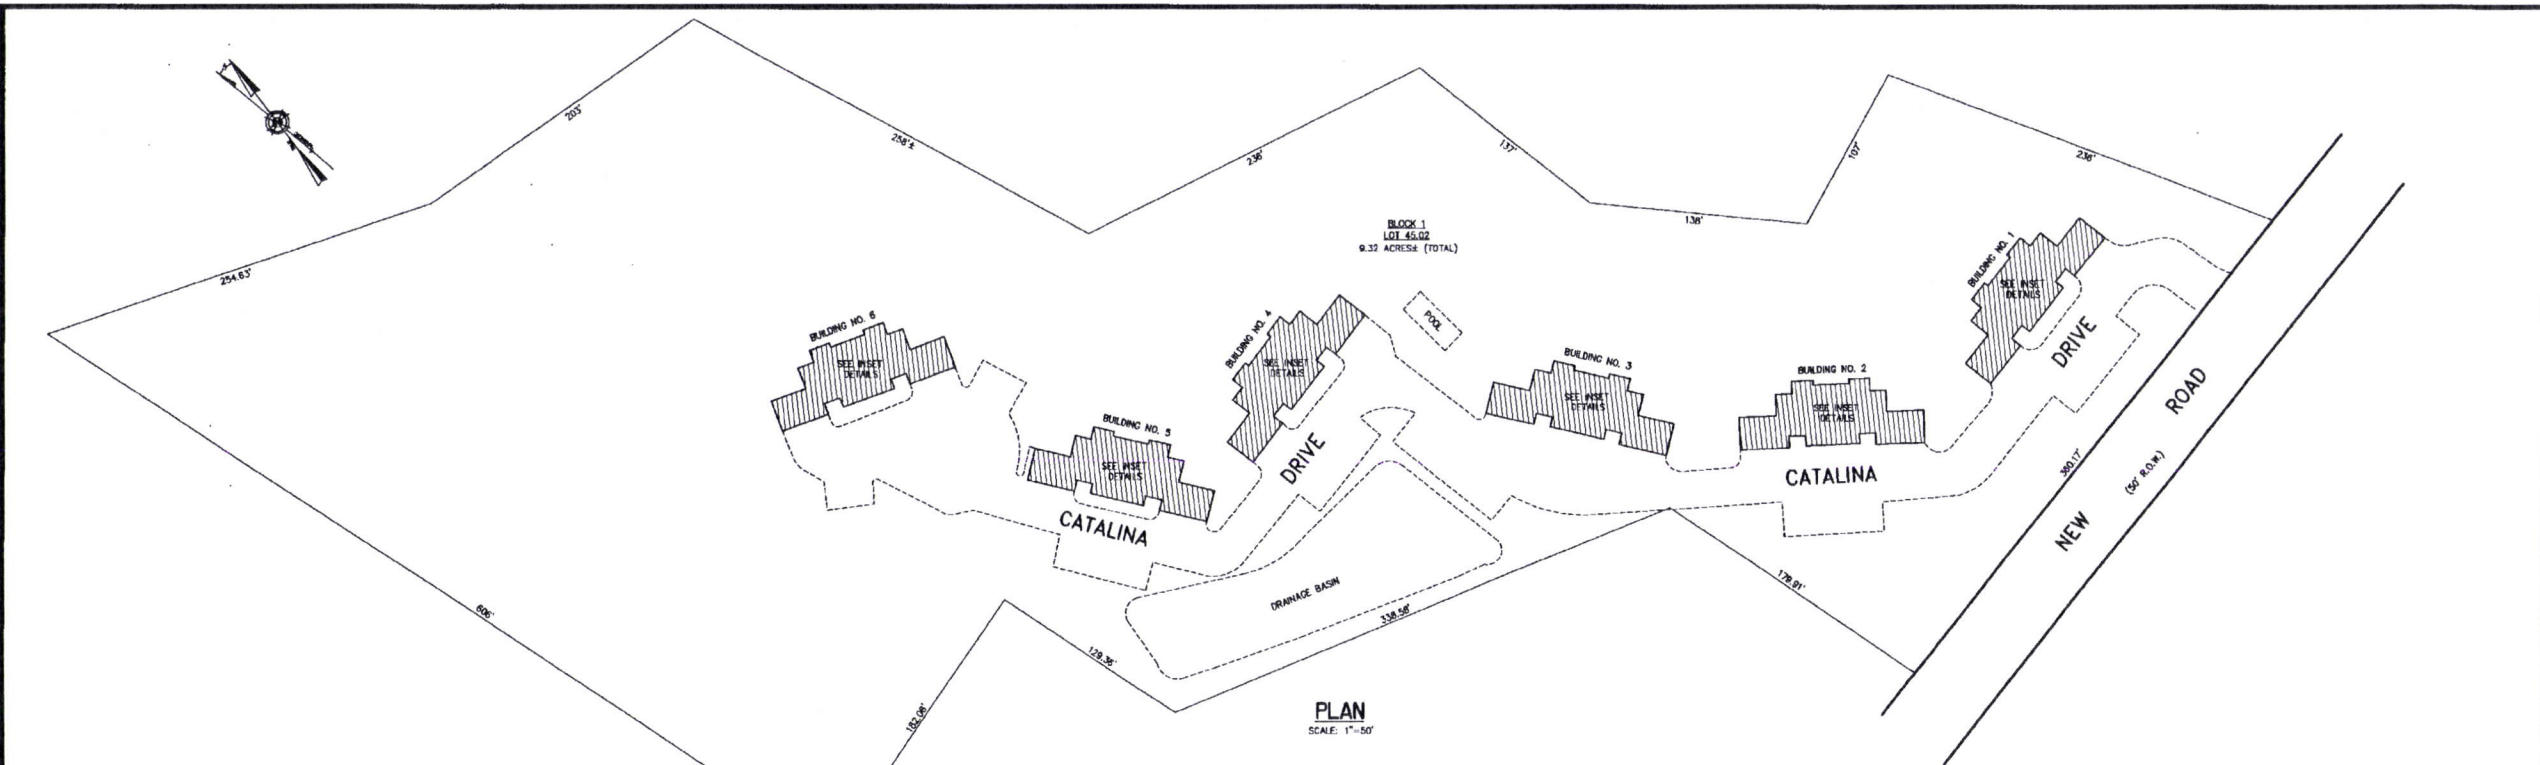 203'
258'±
236'
137'
107'
236'
138'
254.63'
BLOCK 1
LOT 45.02
9.32 ACRES± (TOTAL)
POOL
BUILDING NO. 6
SEE INSET
DETAILS
BUILDING NO. 5
SEE INSET
DETAILS
BUILDING NO. 4
SEE INSET
DETAILS
BUILDING NO. 3
SEE INSET
DETAILS
BUILDING NO. 2
SEE INSET
DETAILS
BUILDING NO. 1
SEE INSET
DETAILS
CATALINA
DRIVE
CATALINA
DRIVE
NEW
ROAD
360.17'
(50' R.O.W.)
179.91'
338.58'
DRAINAGE BASIN
129.36'
182.08'
606'
PLAN
SCALE: 1"=50'